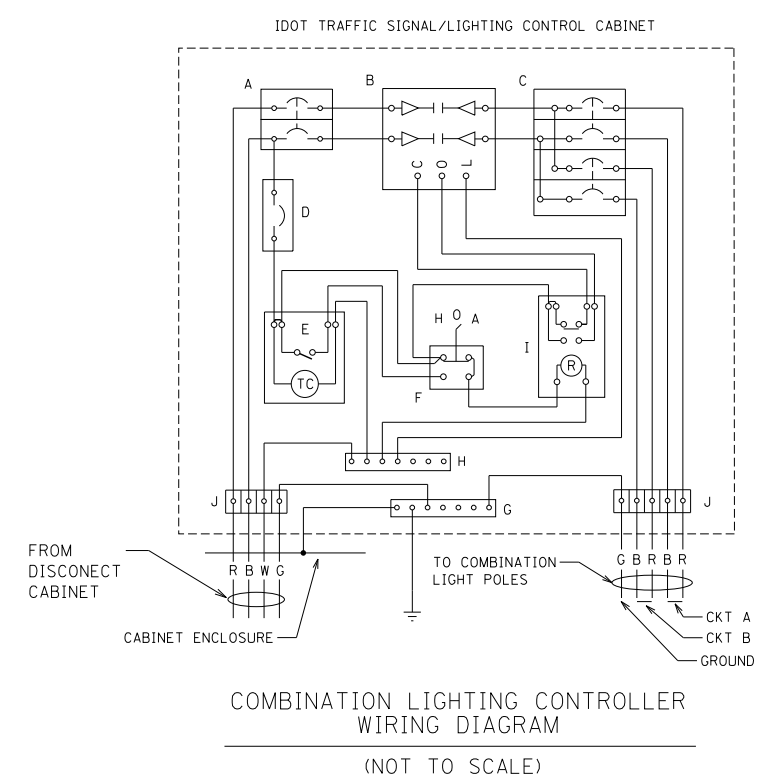 IDOT TRAFFIC SIGNAL/LIGHTING CONTROL CABINET
A
B
C
C O L
D
E
H O A
I
TC
R
F
H
J
G
J
FROM
DISCONECT
CABINET
R B W G
TO COMBINATION
LIGHT POLES
G B R B R
CABINET ENCLOSURE
CKT A
CKT B
GROUND
COMBINATION LIGHTING CONTROLLER
WIRING DIAGRAM
(NOT TO SCALE)